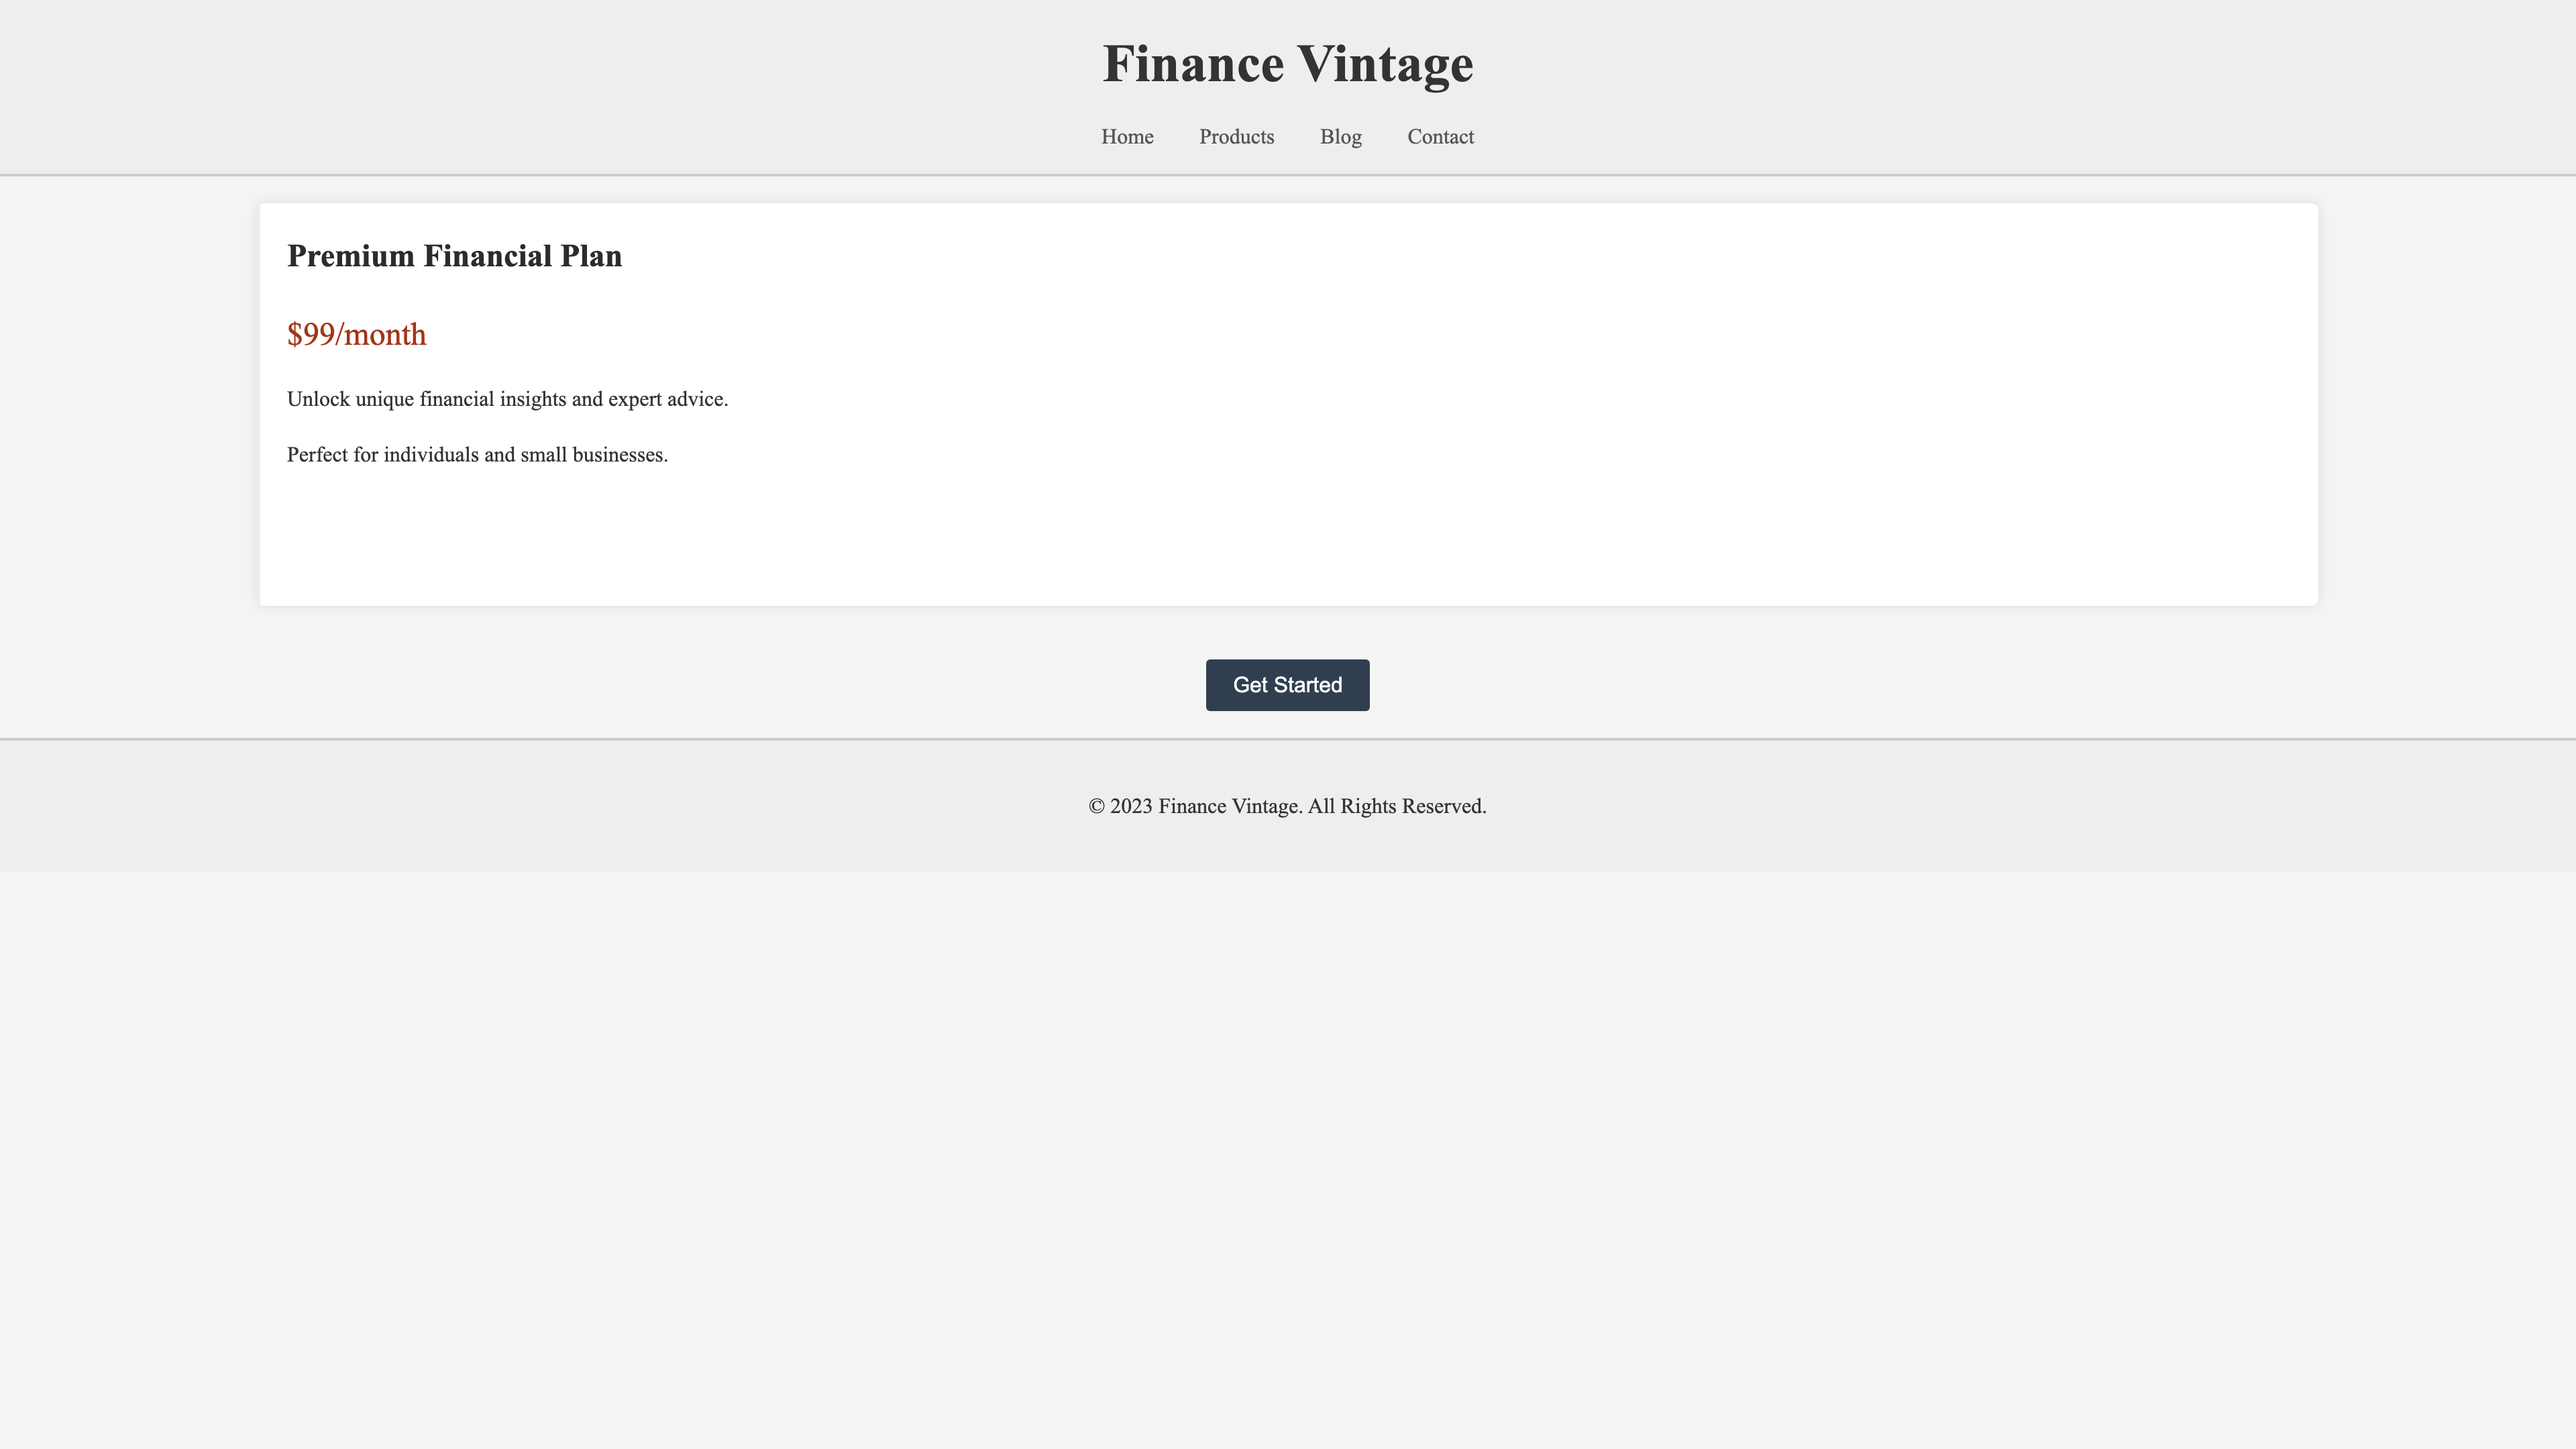 Finance Vintage
Home Products Blog Contact
Premium Financial Plan
$99/month
Unlock unique financial insights and expert advice.
Perfect for individuals and small businesses.
Get Started
© 2023 Finance Vintage. All Rights Reserved.